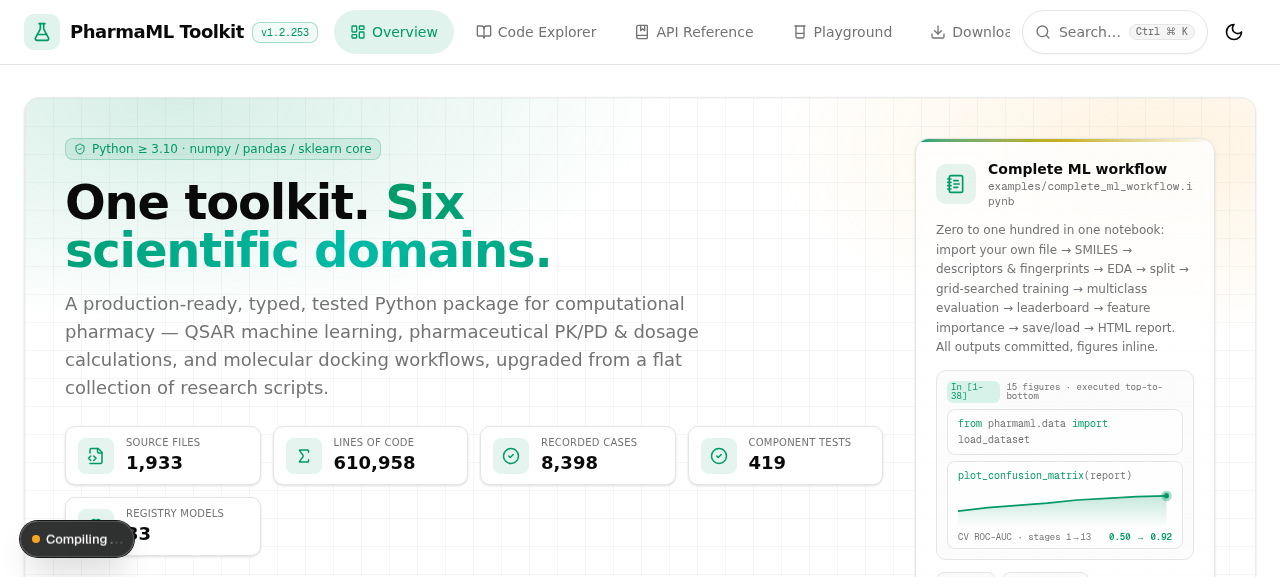 PharmaML Toolkit
v1.2.253
Overview
Code Explorer
API Reference
Playground
Downloa
Search...
Ctrl ⌘ K
Python ≥ 3.10 · numpy / pandas / sklearn core
One toolkit. Six
scientific domains.
A production-ready, typed, tested Python package for computational
pharmacy — QSAR machine learning, pharmaceutical PK/PD & dosage
calculations, and molecular docking workflows, upgraded from a flat
collection of research scripts.
SOURCE FILES
1,933
LINES OF CODE
610,958
RECORDED CASES
8,398
COMPONENT TESTS
419
REGISTRY MODELS
33
Compiling ...
Complete ML workflow
examples/complete_ml_workflow.i
pynb
Zero to one hundred in one notebook:
import your own file → SMILES →
descriptors & fingerprints → EDA → split →
grid-searched training → multiclass
evaluation → leaderboard → feature
importance → save/load → HTML report.
All outputs committed, figures inline.
In [1-
38]
15 figures · executed top-to-
bottom
from pharmaml.data import
load_dataset
plot_confusion_matrix(report)
CV ROC-AUC · stages 1→13
0.50 → 0.92